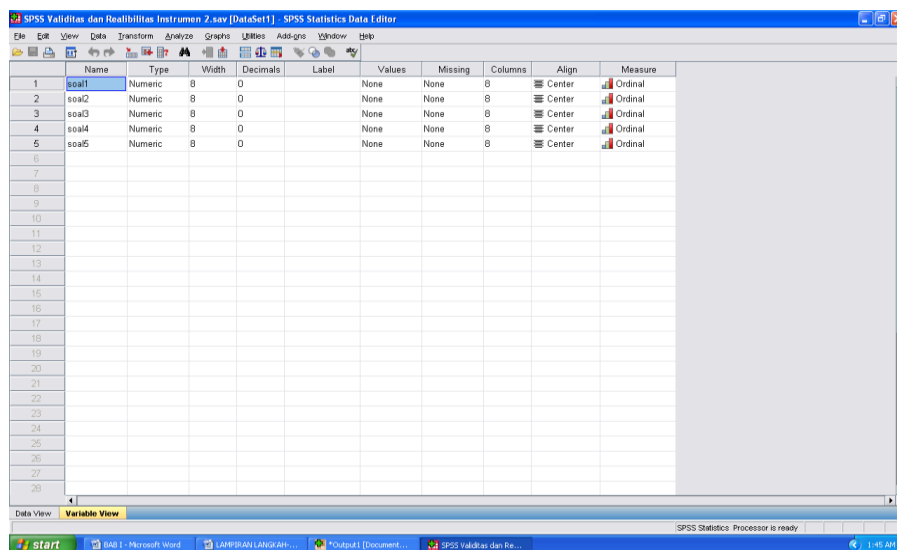 SPSS Validitas dan Realibilitas Instrumen 2.sav [DataSet1] - SPSS Statistics Data Editor
File Edit View Data Transform Analyze Graphs Utilities Add-ons Window Help
Name Type Width Decimals Label Values Missing Columns Align Measure
1 soal1 Numeric 8 0 None None 8 Center Ordinal
2 soal2 Numeric 8 0 None None 8 Center Ordinal
3 soal3 Numeric 8 0 None None 8 Center Ordinal
4 soal4 Numeric 8 0 None None 8 Center Ordinal
5 soal5 Numeric 8 0 None None 8 Center Ordinal
6
7
8
9
10
11
12
13
14
15
16
17
18
19
20
21
22
23
24
25
26
27
28
Data View Variable View
SPSS Statistics Processor is ready
start BAB I - Microsoft Word LAMPIRAN LANGKAH-... *Output1 [Document... SPSS Validitas dan Re... 1:45 AM